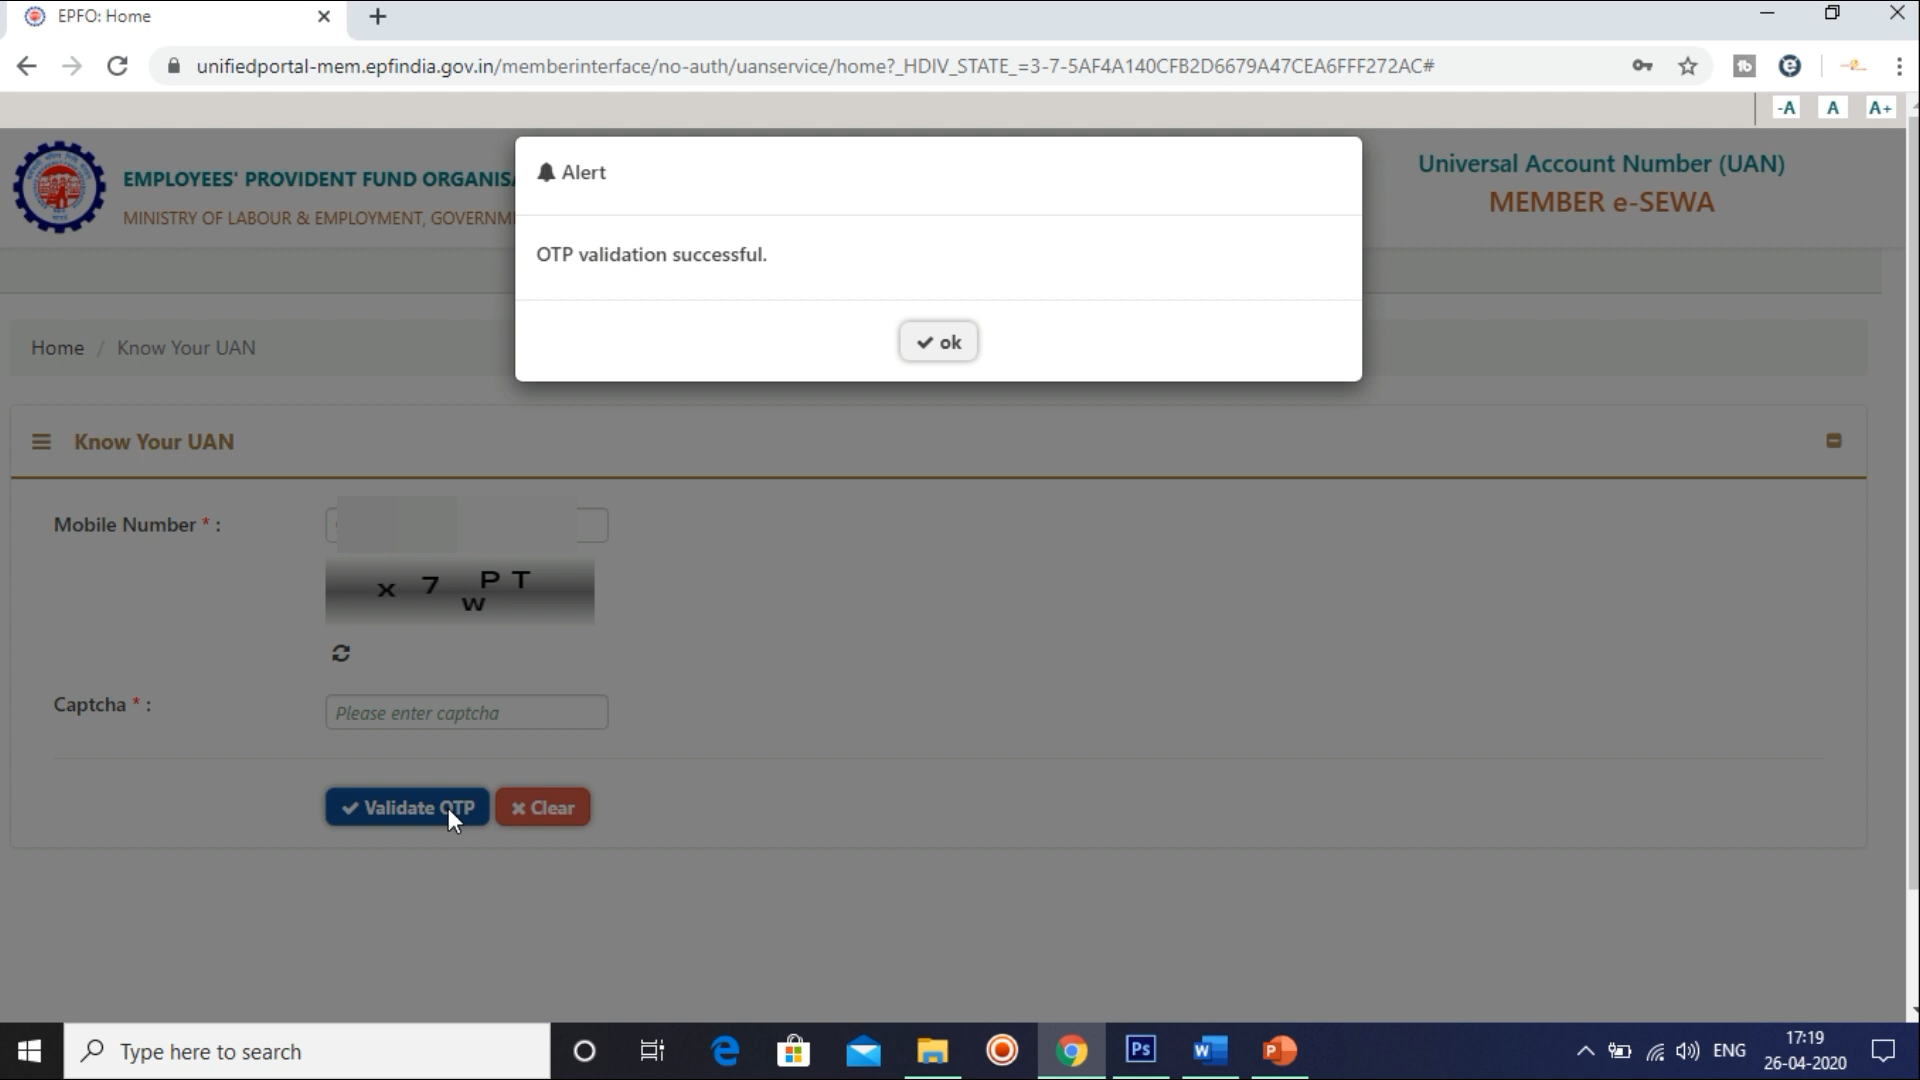 EPFO: Home
unifiedportal-mem.epfindia.gov.in/memberinterface/no-auth/uanservice/home?_HDIV_STATE_=3-7-5AF4A140CFB2D6679A47CEA6FFF272AC#
-A A A+
EMPLOYEES' PROVIDENT FUND ORGANISA
MINISTRY OF LABOUR & EMPLOYMENT, GOVERNM
Universal Account Number (UAN)
MEMBER e-SEWA
Alert
OTP validation successful.
ok
Home / Know Your UAN
Know Your UAN
Mobile Number * :
x 7 w P T
Captcha * :
Please enter captcha
Validate OTP Clear
Type here to search
Ps
ENG
17:19
26-04-2020